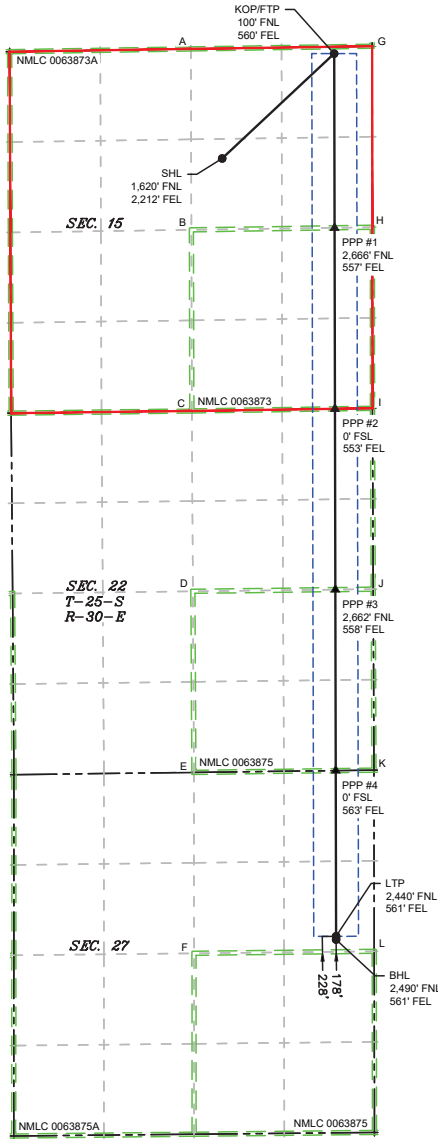 KOP/FTP
100' FNL
560' FEL
A
G
NMLC 0063873A
SHL
1,620' FNL
2,212' FEL
SEC. 15
B
H
PPP #1
2,666' FNL
557' FEL
C
NMLC 0063873
I
PPP #2
0' FSL
553' FEL
SEC. 22
T-25-S
R-30-E
D
J
PPP #3
2,662' FNL
558' FEL
E
NMLC 0063875
K
PPP #4
0' FSL
563' FEL
LTP
2,440' FNL
561' FEL
SEC. 27
F
L
BHL
2,490' FNL
561' FEL
178'
228'
NMLC 0063875A
NMLC 0063875